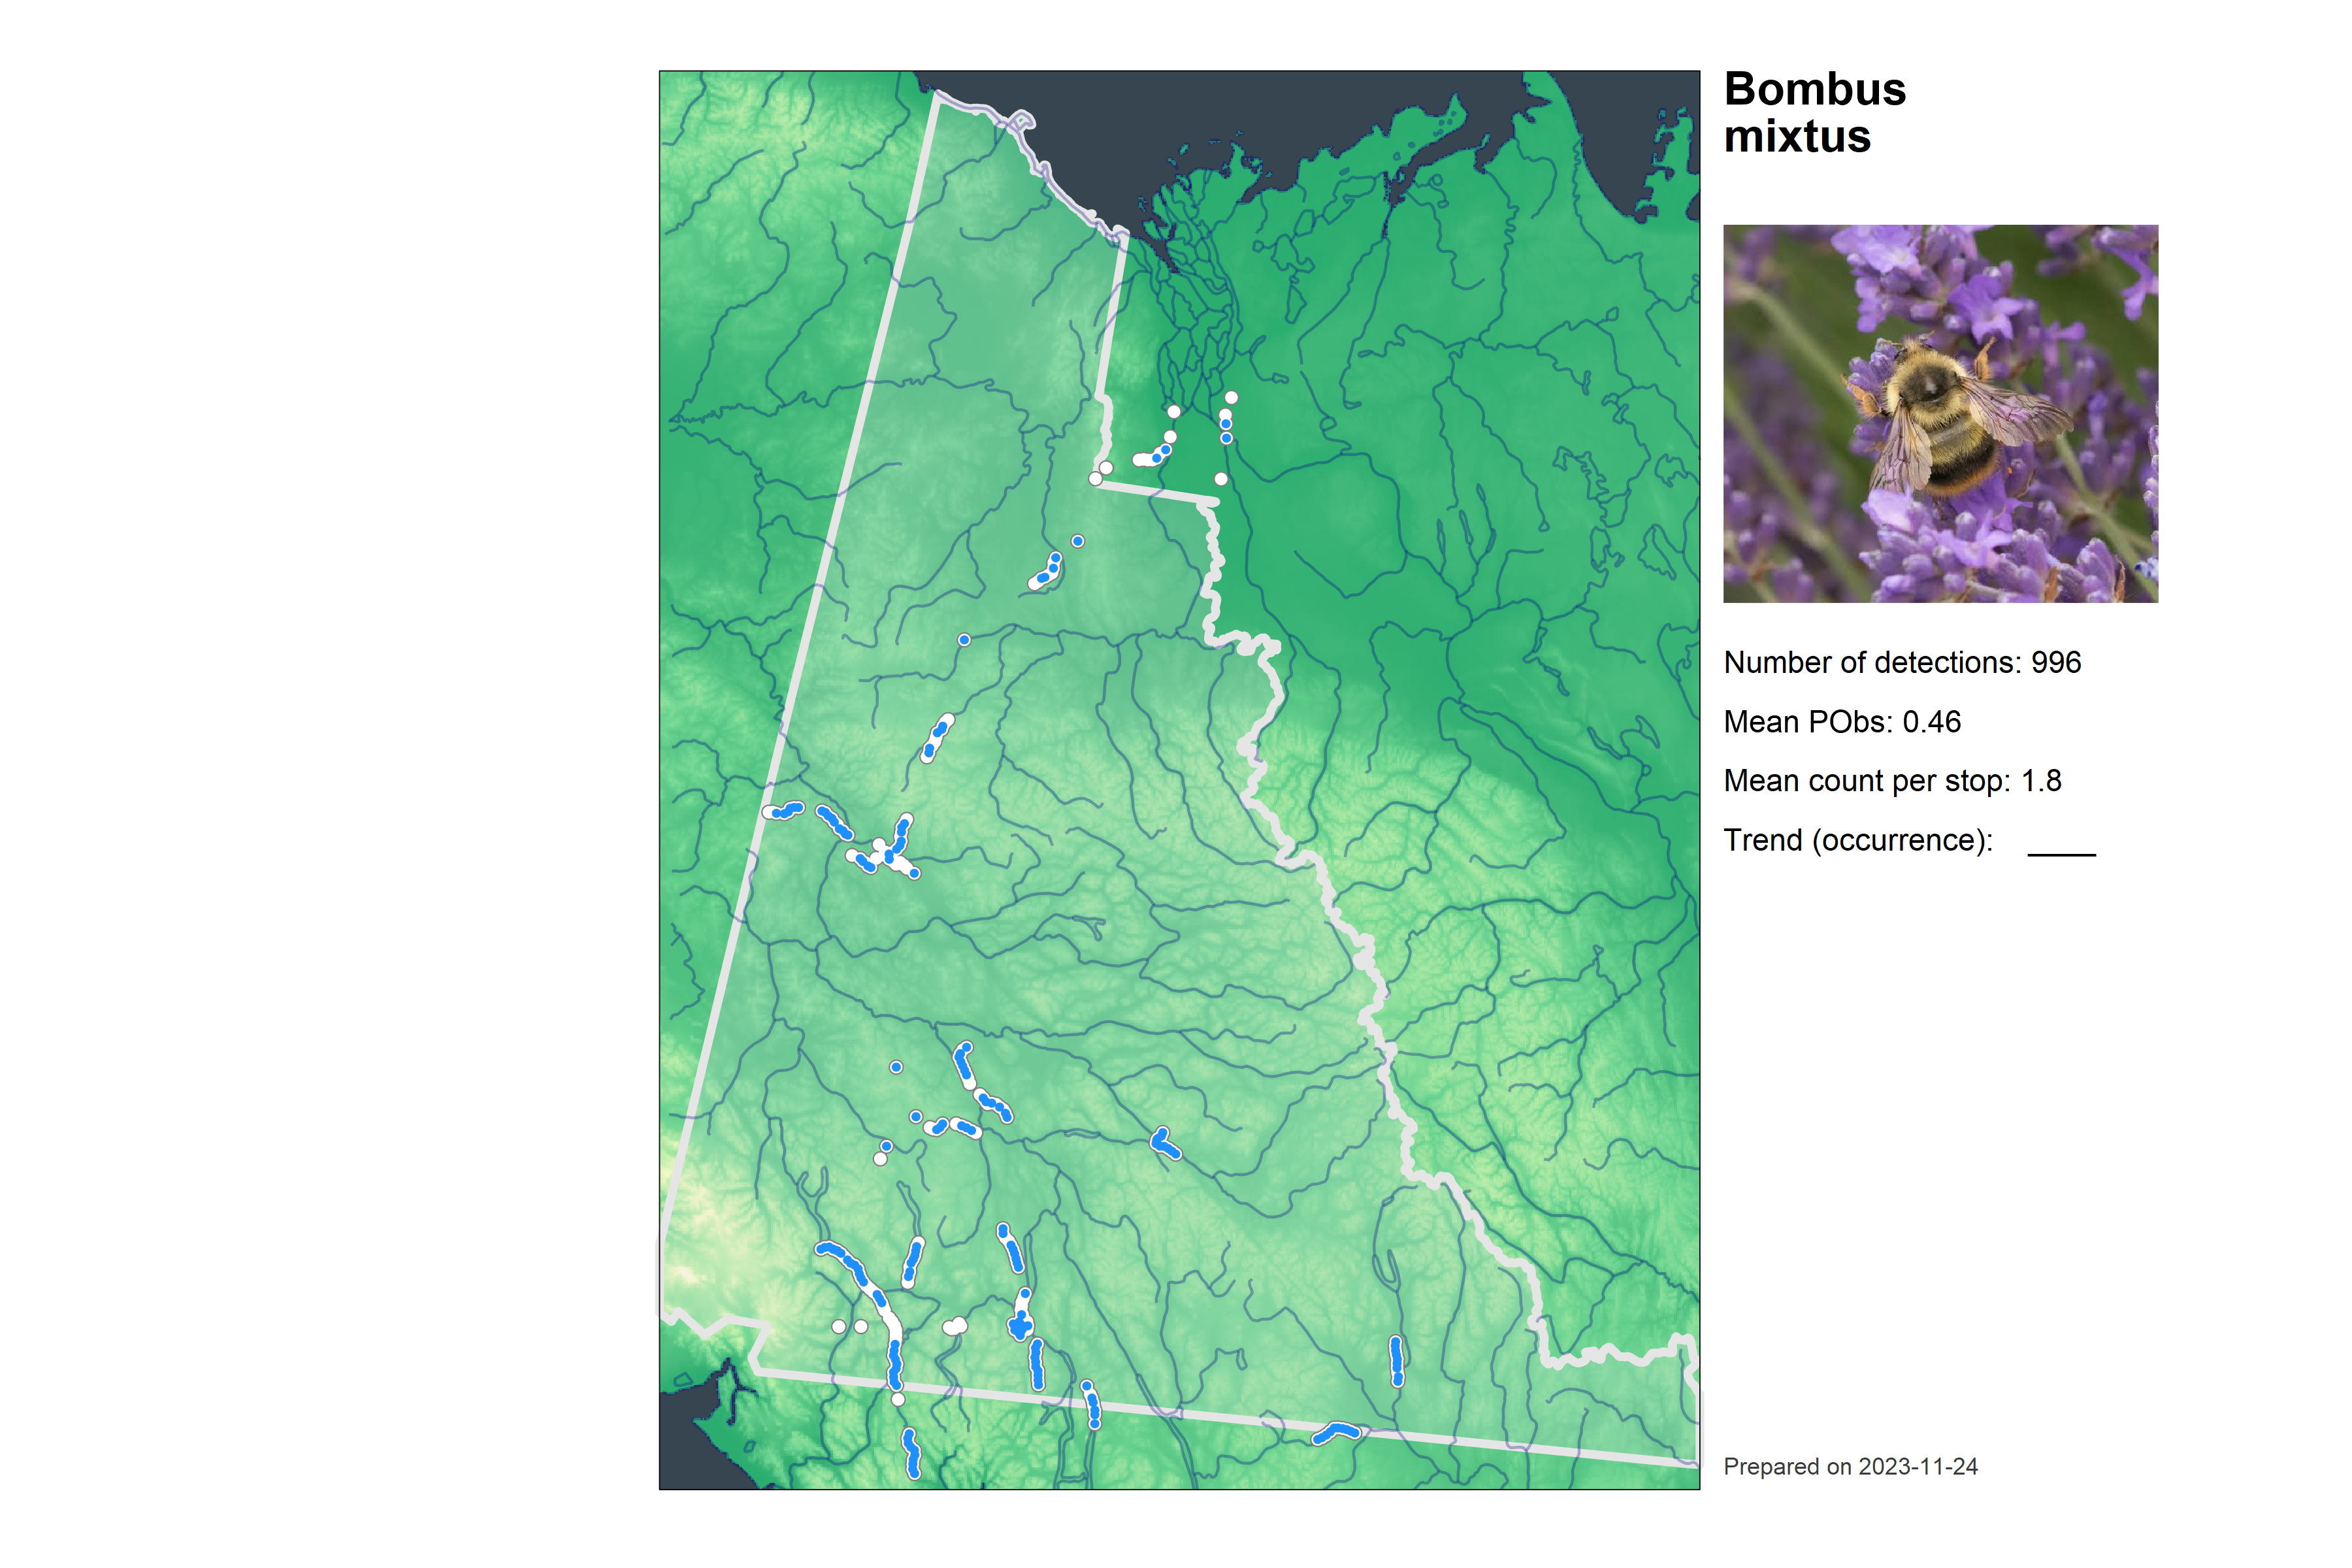 Bombus
mixtus
Number of detections: 996
Mean PObs: 0.46
Mean count per stop: 1.8
Trend (occurrence): ____
Prepared on 2023-11-24